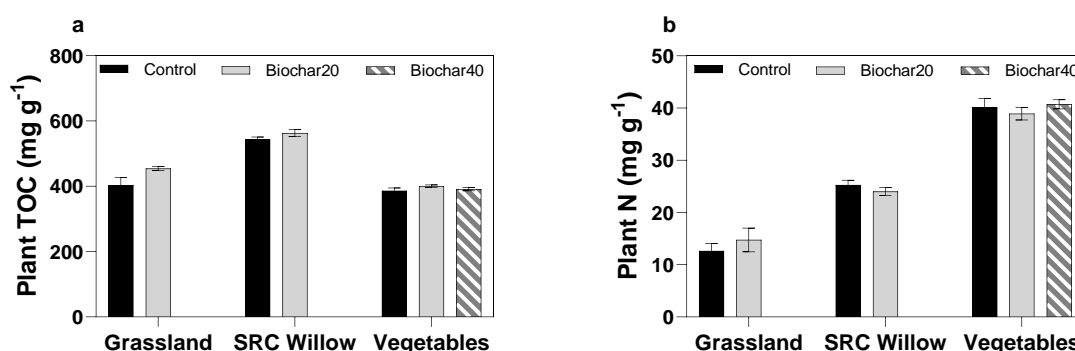 a
Plant TOC (mg g⁻¹)
800
600
400
200
0
Control Biochar20 Biochar40
Grassland SRC Willow Vegetables
b
Plant N (mg g⁻¹)
50
40
30
20
10
0
Control Biochar20 Biochar40
Grassland SRC Willow Vegetables